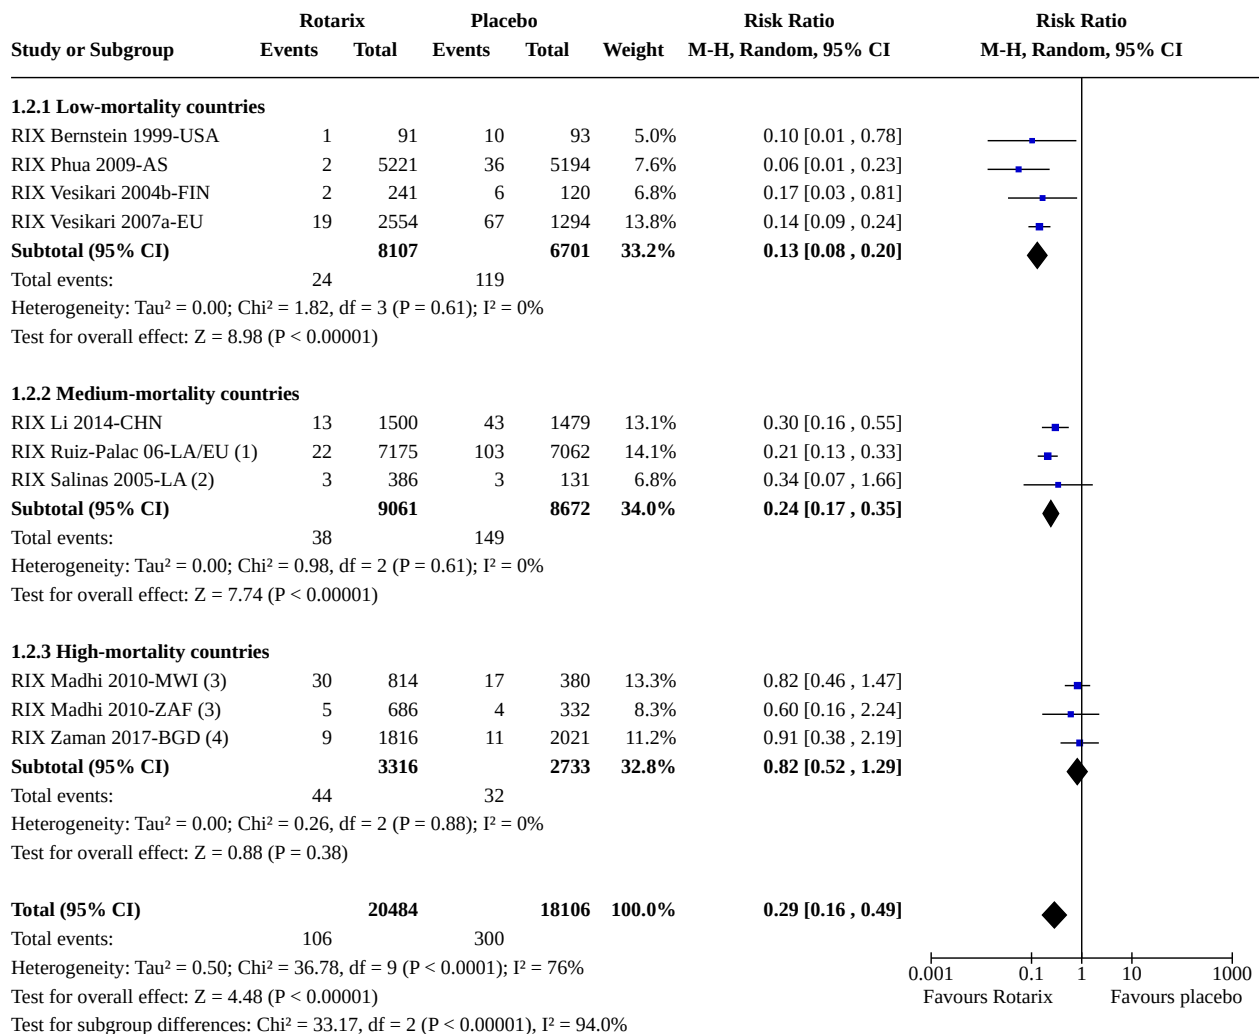 Rotarix Placebo Risk Ratio Risk Ratio
Study or Subgroup Events Total Events Total Weight M-H, Random, 95% CI M-H, Random, 95% CI
1.2.1 Low-mortality countries
RIX Bernstein 1999-USA 1 91 10 93 5.0% 0.10 [0.01 , 0.78]
RIX Phua 2009-AS 2 5221 36 5194 7.6% 0.06 [0.01 , 0.23]
RIX Vesikari 2004b-FIN 2 241 6 120 6.8% 0.17 [0.03 , 0.81]
RIX Vesikari 2007a-EU 19 2554 67 1294 13.8% 0.14 [0.09 , 0.24]
Subtotal (95% CI) 8107 6701 33.2% 0.13 [0.08 , 0.20]
Total events: 24 119
Heterogeneity: Tau² = 0.00; Chi² = 1.82, df = 3 (P = 0.61); I² = 0%
Test for overall effect: Z = 8.98 (P < 0.00001)
1.2.2 Medium-mortality countries
RIX Li 2014-CHN 13 1500 43 1479 13.1% 0.30 [0.16 , 0.55]
RIX Ruiz-Palac 06-LA/EU (1) 22 7175 103 7062 14.1% 0.21 [0.13 , 0.33]
RIX Salinas 2005-LA (2) 3 386 3 131 6.8% 0.34 [0.07 , 1.66]
Subtotal (95% CI) 9061 8672 34.0% 0.24 [0.17 , 0.35]
Total events: 38 149
Heterogeneity: Tau² = 0.00; Chi² = 0.98, df = 2 (P = 0.61); I² = 0%
Test for overall effect: Z = 7.74 (P < 0.00001)
1.2.3 High-mortality countries
RIX Madhi 2010-MWI (3) 30 814 17 380 13.3% 0.82 [0.46 , 1.47]
RIX Madhi 2010-ZAF (3) 5 686 4 332 8.3% 0.60 [0.16 , 2.24]
RIX Zaman 2017-BGD (4) 9 1816 11 2021 11.2% 0.91 [0.38 , 2.19]
Subtotal (95% CI) 3316 2733 32.8% 0.82 [0.52 , 1.29]
Total events: 44 32
Heterogeneity: Tau² = 0.00; Chi² = 0.26, df = 2 (P = 0.88); I² = 0%
Test for overall effect: Z = 0.88 (P = 0.38)
Total (95% CI) 20484 18106 100.0% 0.29 [0.16 , 0.49]
Total events: 106 300
Heterogeneity: Tau² = 0.50; Chi² = 36.78, df = 9 (P < 0.0001); I² = 76%
0.001 0.1 1 10 1000
Test for overall effect: Z = 4.48 (P < 0.00001) Favours Rotarix Favours placebo
Test for subgroup differences: Chi² = 33.17, df = 2 (P < 0.00001), I² = 94.0%